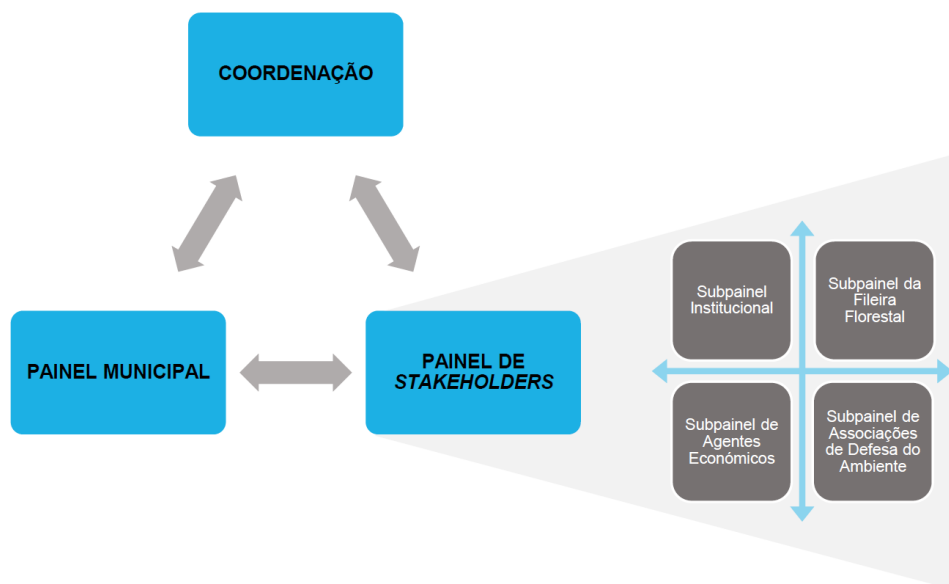 COORDENAÇÃO
PAINEL MUNICIPAL
PAINEL DE
STAKEHOLDERS
Subpainel
Institucional
Subpainel da
Fileira
Florestal
Subpainel de
Agentes
Económicos
Subpainel de
Associações
de Defesa do
Ambiente